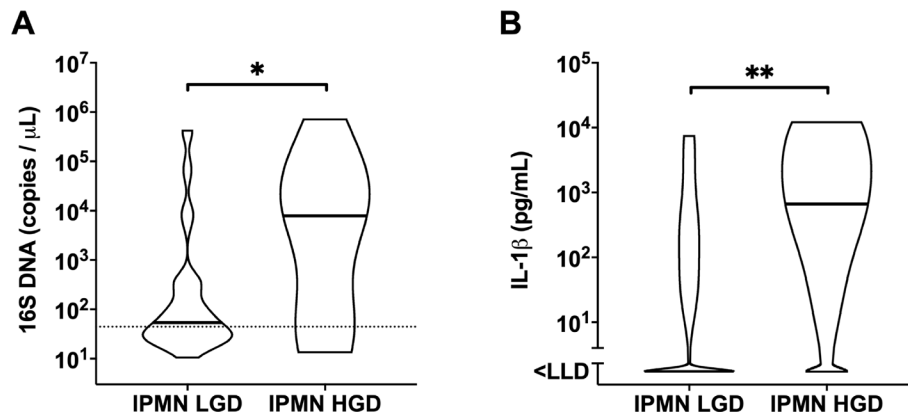 A
16S DNA (copies / μL)
10⁷
10⁶
10⁵
10⁴
10³
10²
10¹
*
IPMN LGD IPMN HGD
B
IL-1β (pg/mL)
10⁵
10⁴
10³
10²
10¹
<LLD
**
IPMN LGD IPMN HGD